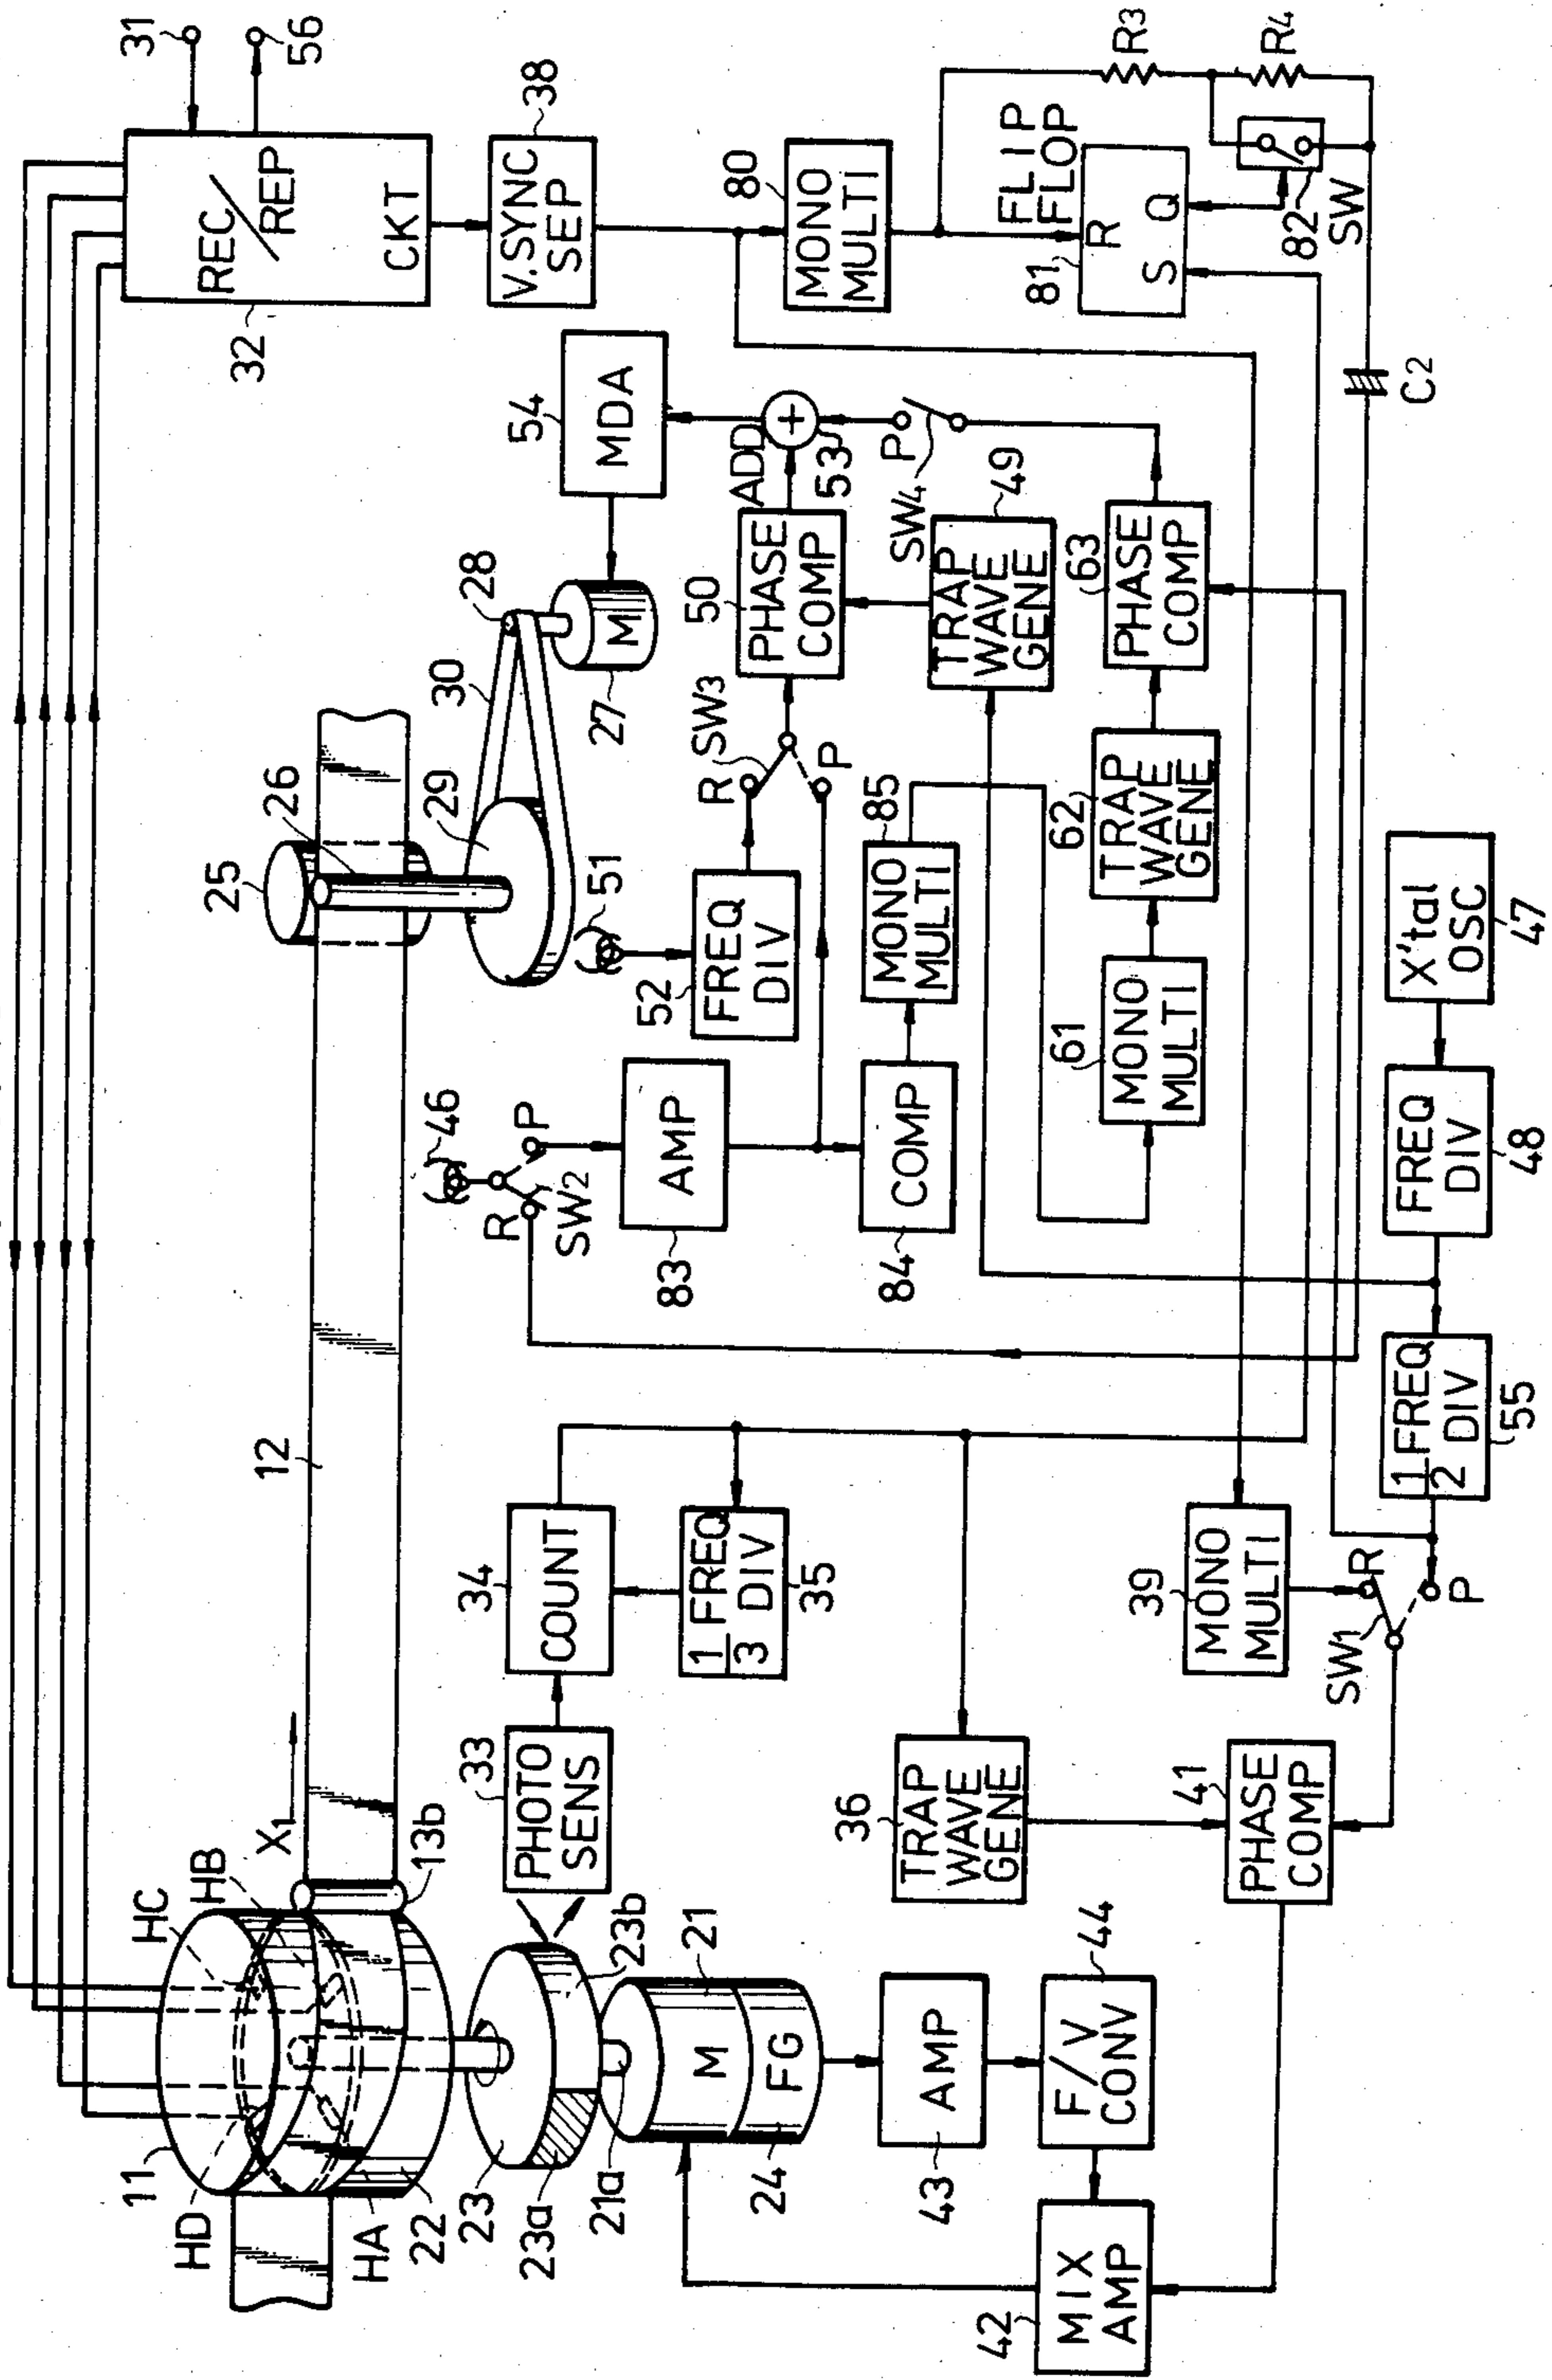 31
56
REC/REP
CKT
32
V.SYNC
SEP
38
80
MONO
MULTI
FLIP
FLOP
81
R
S
Q
82
SW
R3
R4
C2
54
MDA
ADD
+
53
P
SW4
50
PHASE
COMP
49
TRAP
WAVE
GENE
63
PHASE
COMP
28
30
M
27
SW3
R
P
26
25
29
51
52
FREQ
DIV
85
MONO
MULTI
62
TRAP
WAVE
GENE
61
MONO
MULTI
X'tal
OSC
47
FREQ
DIV
48
1/2 FREQ
DIV
55
46
R
P
SW2
AMP
83
COMP
84
12
34
COUNT
1/3 FREQ
DIV
35
39
MONO
MULTI
R
P
SW1
X1
13b
33
PHOTO
SENS
36
TRAP
WAVE
GENE
41
PHASE
COMP
HC
HB
11
HD
HA
22
23
23a
23b
21a
21
M
FG
24
AMP
43
F/V
CONV
44
MIX
AMP
42